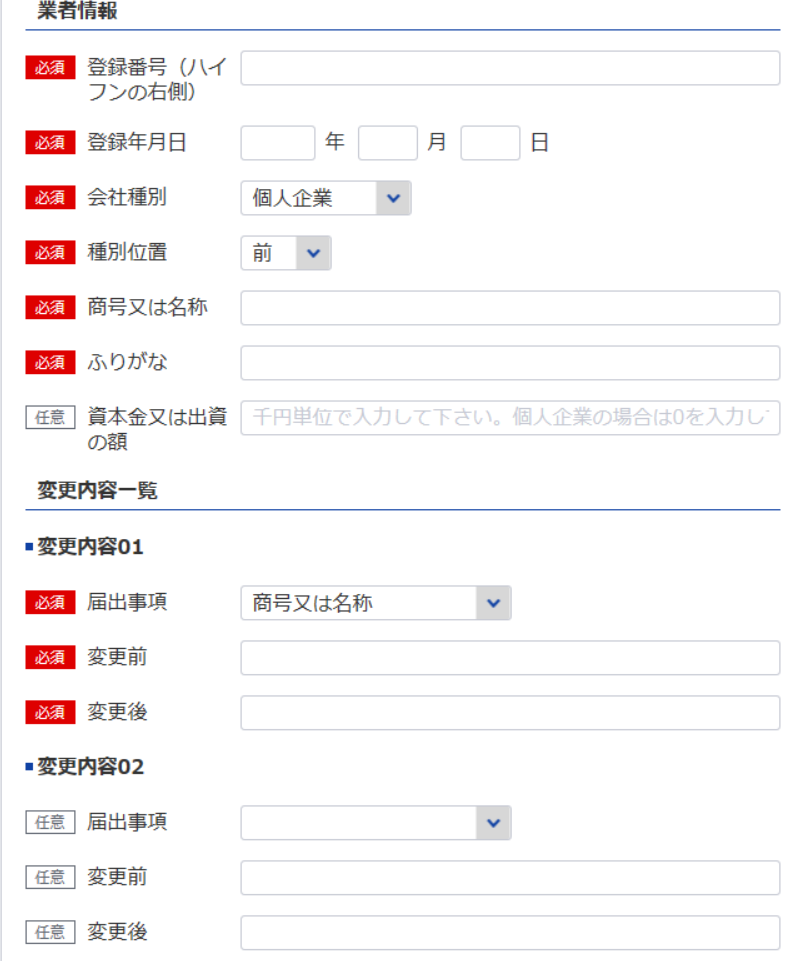 業者情報
必須 登録番号（ハイ
フンの右側）
必須 登録年月日 年 月 日
必須 会社種別 個人企業
必須 種別位置 前
必須 商号又は名称
必須 ふりがな
任意 資本金又は出資 千円単位で入力して下さい。個人企業の場合は0を入力し
の額
変更内容一覧
変更内容01
必須 届出事項 商号又は名称
必須 変更前
必須 変更後
変更内容02
任意 届出事項
任意 変更前
任意 変更後